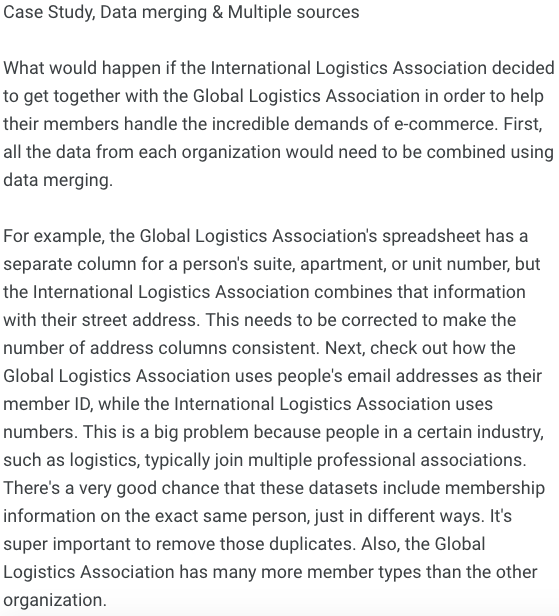 Case Study, Data merging & Multiple sources
What would happen if the International Logistics Association decided
to get together with the Global Logistics Association in order to help
their members handle the incredible demands of e-commerce. First,
all the data from each organization would need to be combined using
data merging.
For example, the Global Logistics Association's spreadsheet has a
separate column for a person's suite, apartment, or unit number, but
the International Logistics Association combines that information
with their street address. This needs to be corrected to make the
number of address columns consistent. Next, check out how the
Global Logistics Association uses people's email addresses as their
member ID, while the International Logistics Association uses
numbers. This is a big problem because people in a certain industry,
such as logistics, typically join multiple professional associations.
There's a very good chance that these datasets include membership
information on the exact same person, just in different ways. It's
super important to remove those duplicates. Also, the Global
Logistics Association has many more member types than the other
organization.